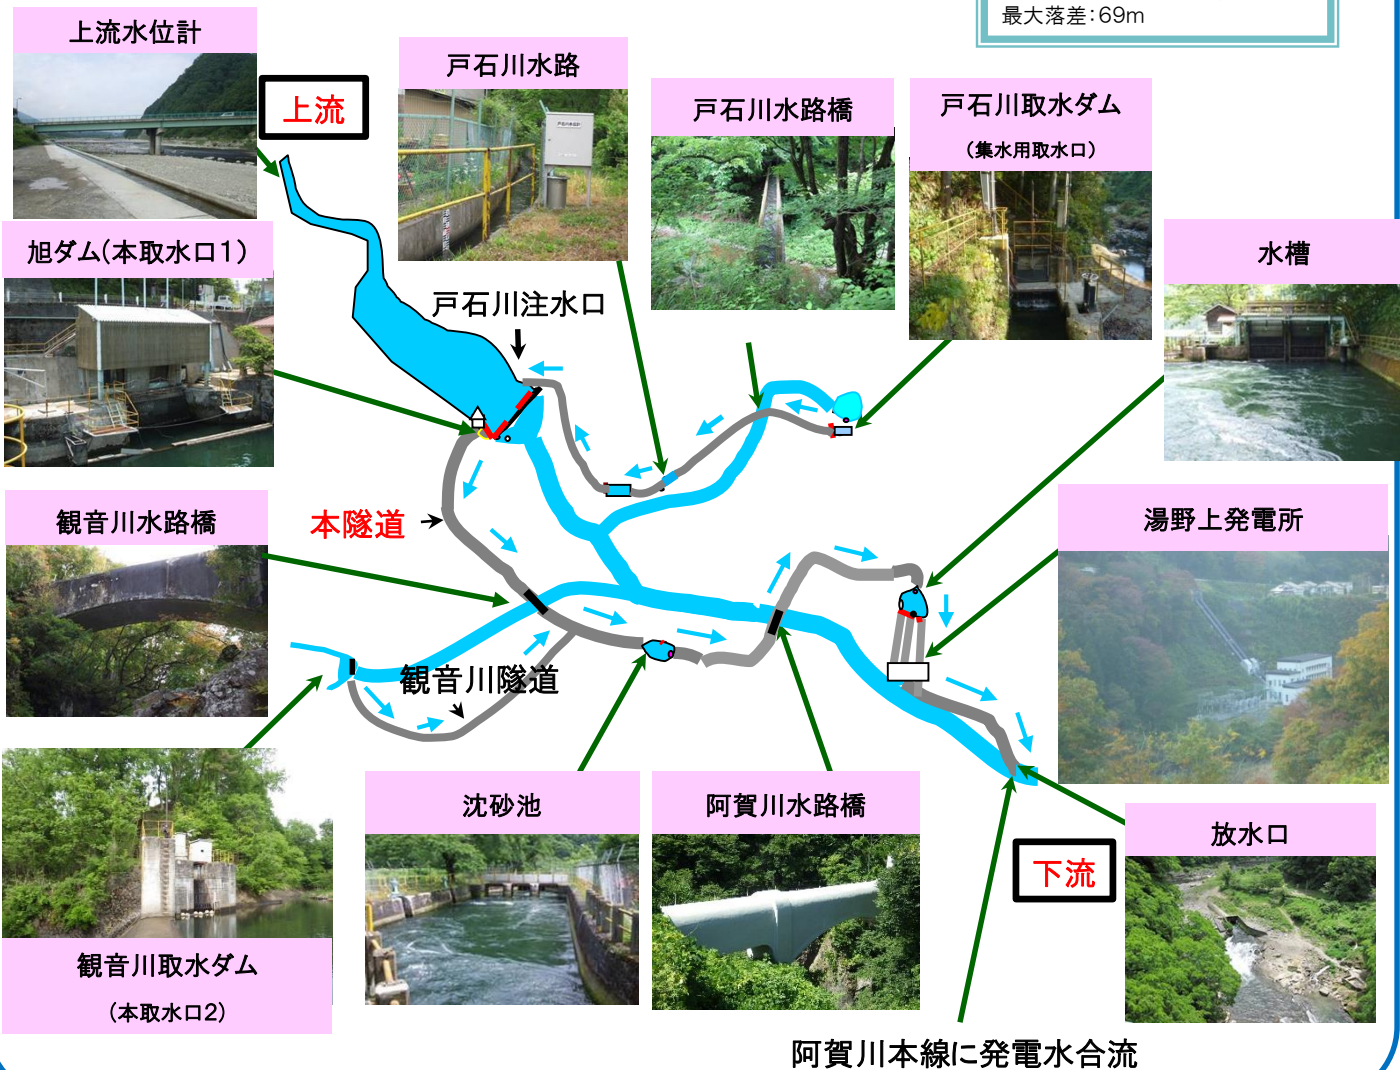 最大落差：69m
上流水位計
上流
戸石川水路
戸石川水路橋
戸石川取水ダム
（集水用取水口）
水槽
旭ダム(本取水口1)
戸石川注水口
観音川水路橋
本隧道
湯野上発電所
観音川隧道
沈砂池
阿賀川水路橋
下流
放水口
観音川取水ダム
（本取水口2）
阿賀川本線に発電水合流